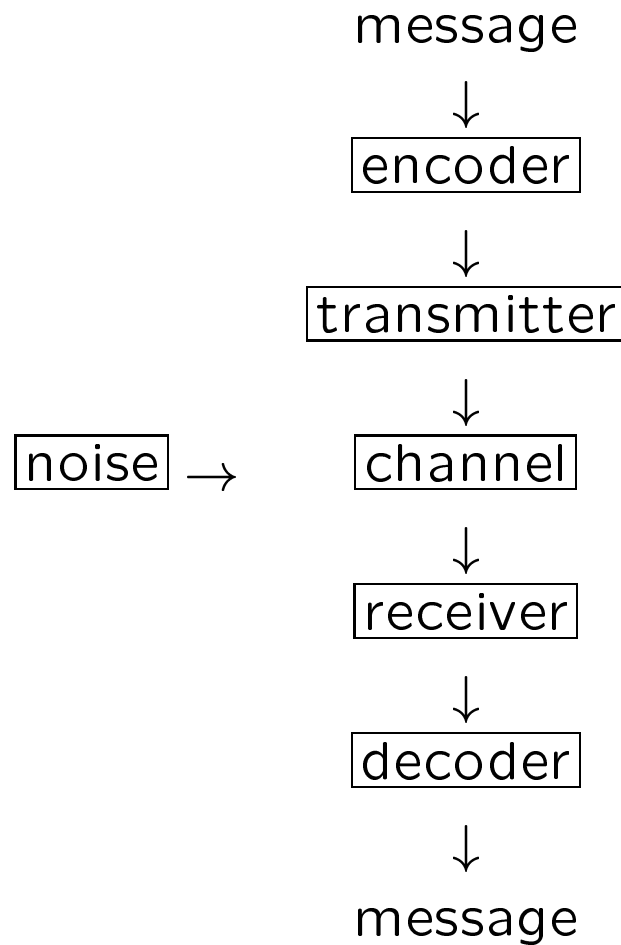 message
↓
encoder
↓
transmitter
↓
noise → channel
↓
receiver
↓
decoder
↓
message